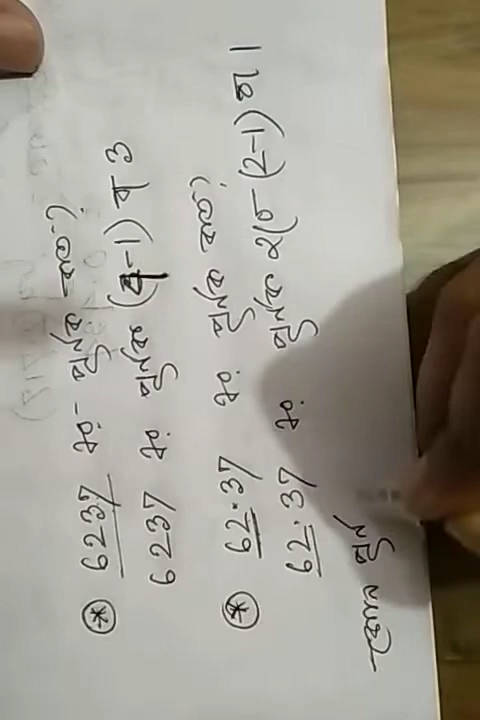 ⊛ 6237 -এর পূর্ণক কত?
6237 এর পূর্ণক (4-1) বা 3
⊛ 62.37 এর পূর্ণক কত?
62.37 এর পূর্ণক (2-1) বা 1